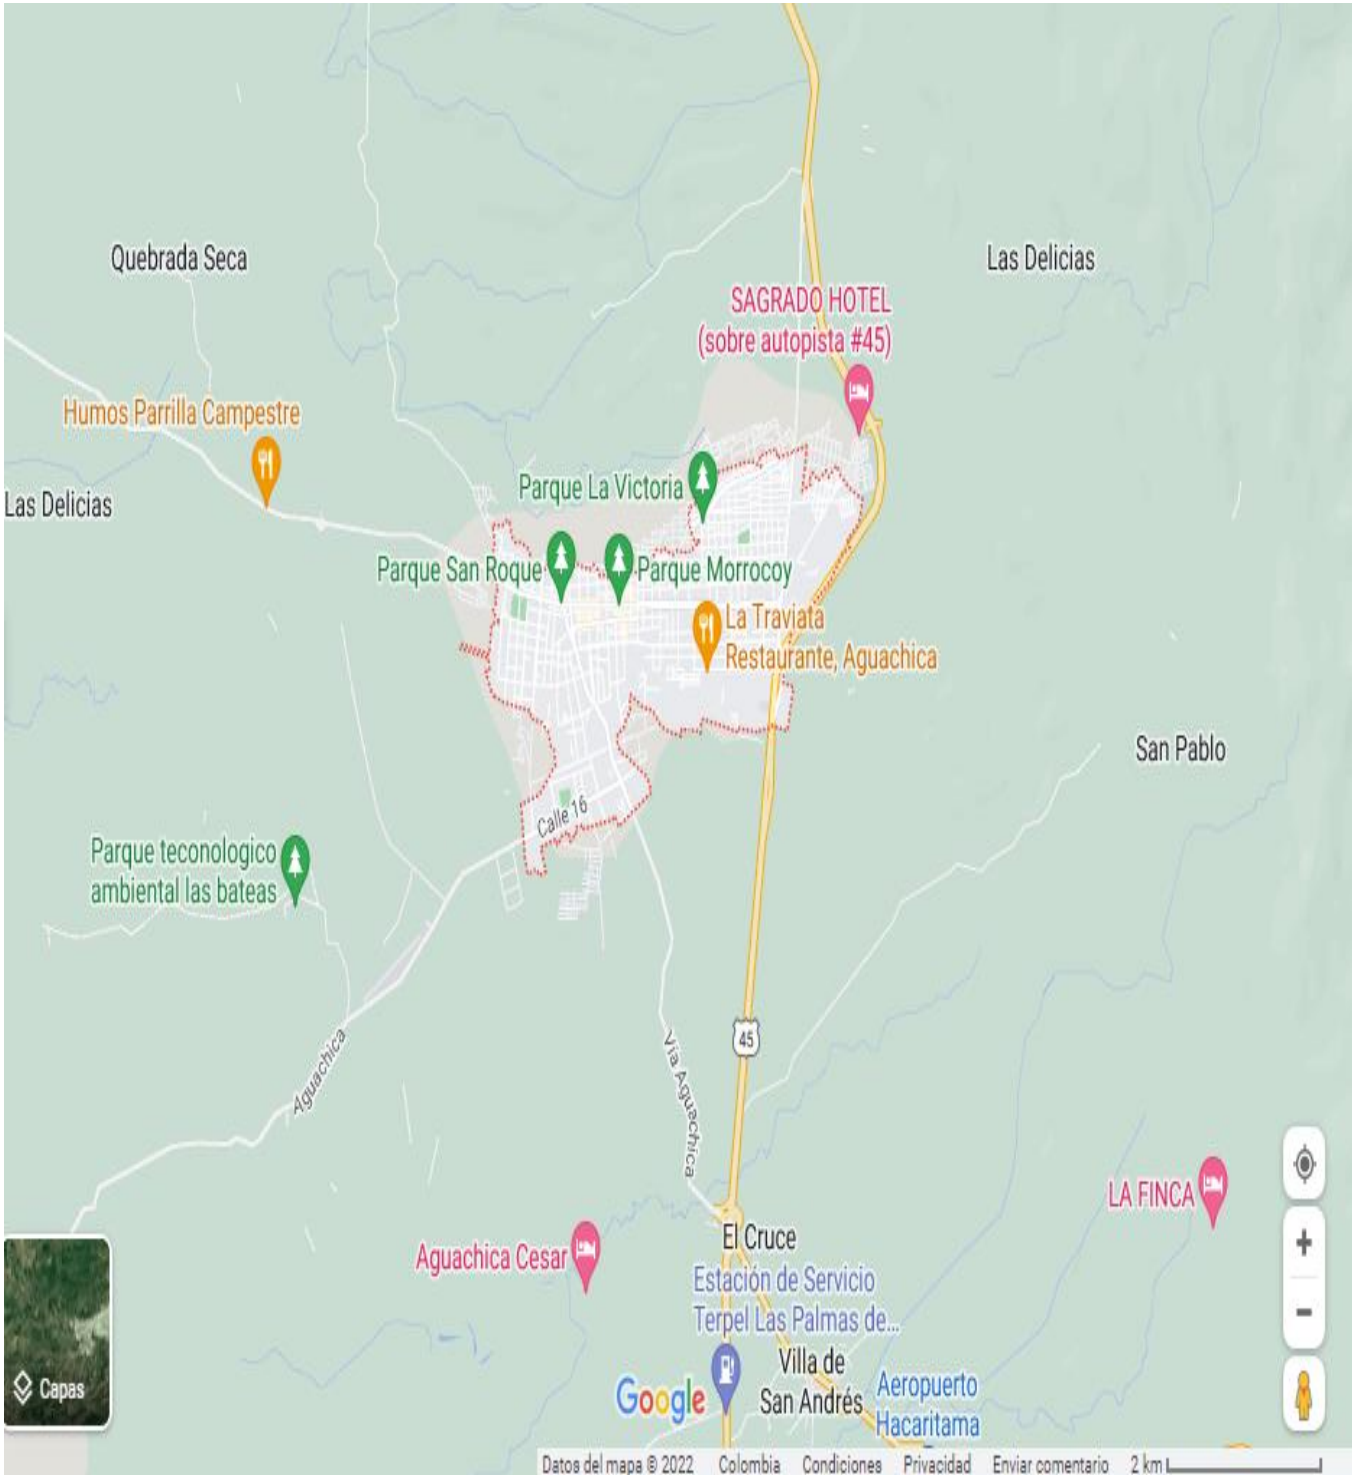 Quebrada Seca
Las Delicias
SAGRADO HOTEL
(sobre autopista #45)
Humos Parrilla Campestre
Las Delicias
Parque La Victoria
Parque San Roque
Parque Morrocoy
La Traviata
Restaurante, Aguachica
San Pablo
Calle 16
Parque teconologico
ambiental las bateas
Aguachica
45
Vía Aguachica
LA FINCA
El Cruce
Aguachica Cesar
Estación de Servicio
Terpel Las Palmas de...
Villa de
San Andrés
Aeropuerto
Hacaritama
Capas
Google
Datos del mapa © 2022 Colombia Condiciones Privacidad Enviar comentario 2 km